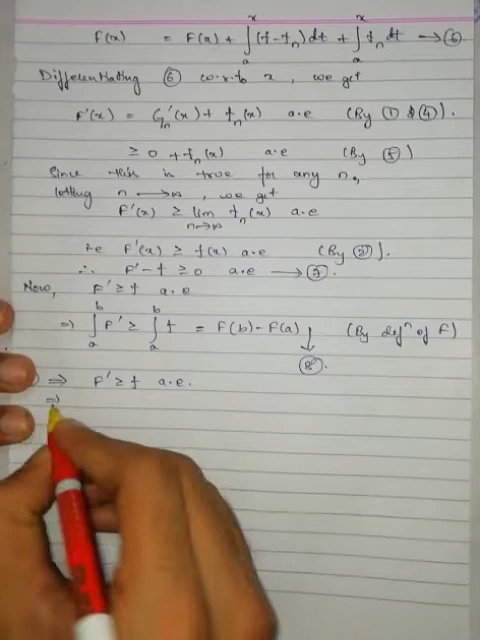 F(x) = F(a) + ∫ₐˣ (f - fₙ) dt + ∫ₐˣ fₙ dt → ⑥
Differentiating ⑥ w.r.to x, we get
F'(x) = Gₙ'(x) + fₙ(x) a.e (By ① & ④).
≥ 0 + fₙ(x) a.e (By ⑤)
Since this is true for any n,
letting n → ∞, we get
F'(x) ≥ lim n→∞ fₙ(x) a.e
i.e F'(x) ≥ f(x) a.e (By ②).
∴ F' - f ≥ 0 a.e → ⑦.
Now, F' ≥ f a.e
⇒ ∫ₐᵇ F' ≥ ∫ₐᵇ f = F(b) - F(a) (By defⁿ of F)
↓ ⑧
⇒ F' ≥ f a.e.
⇒